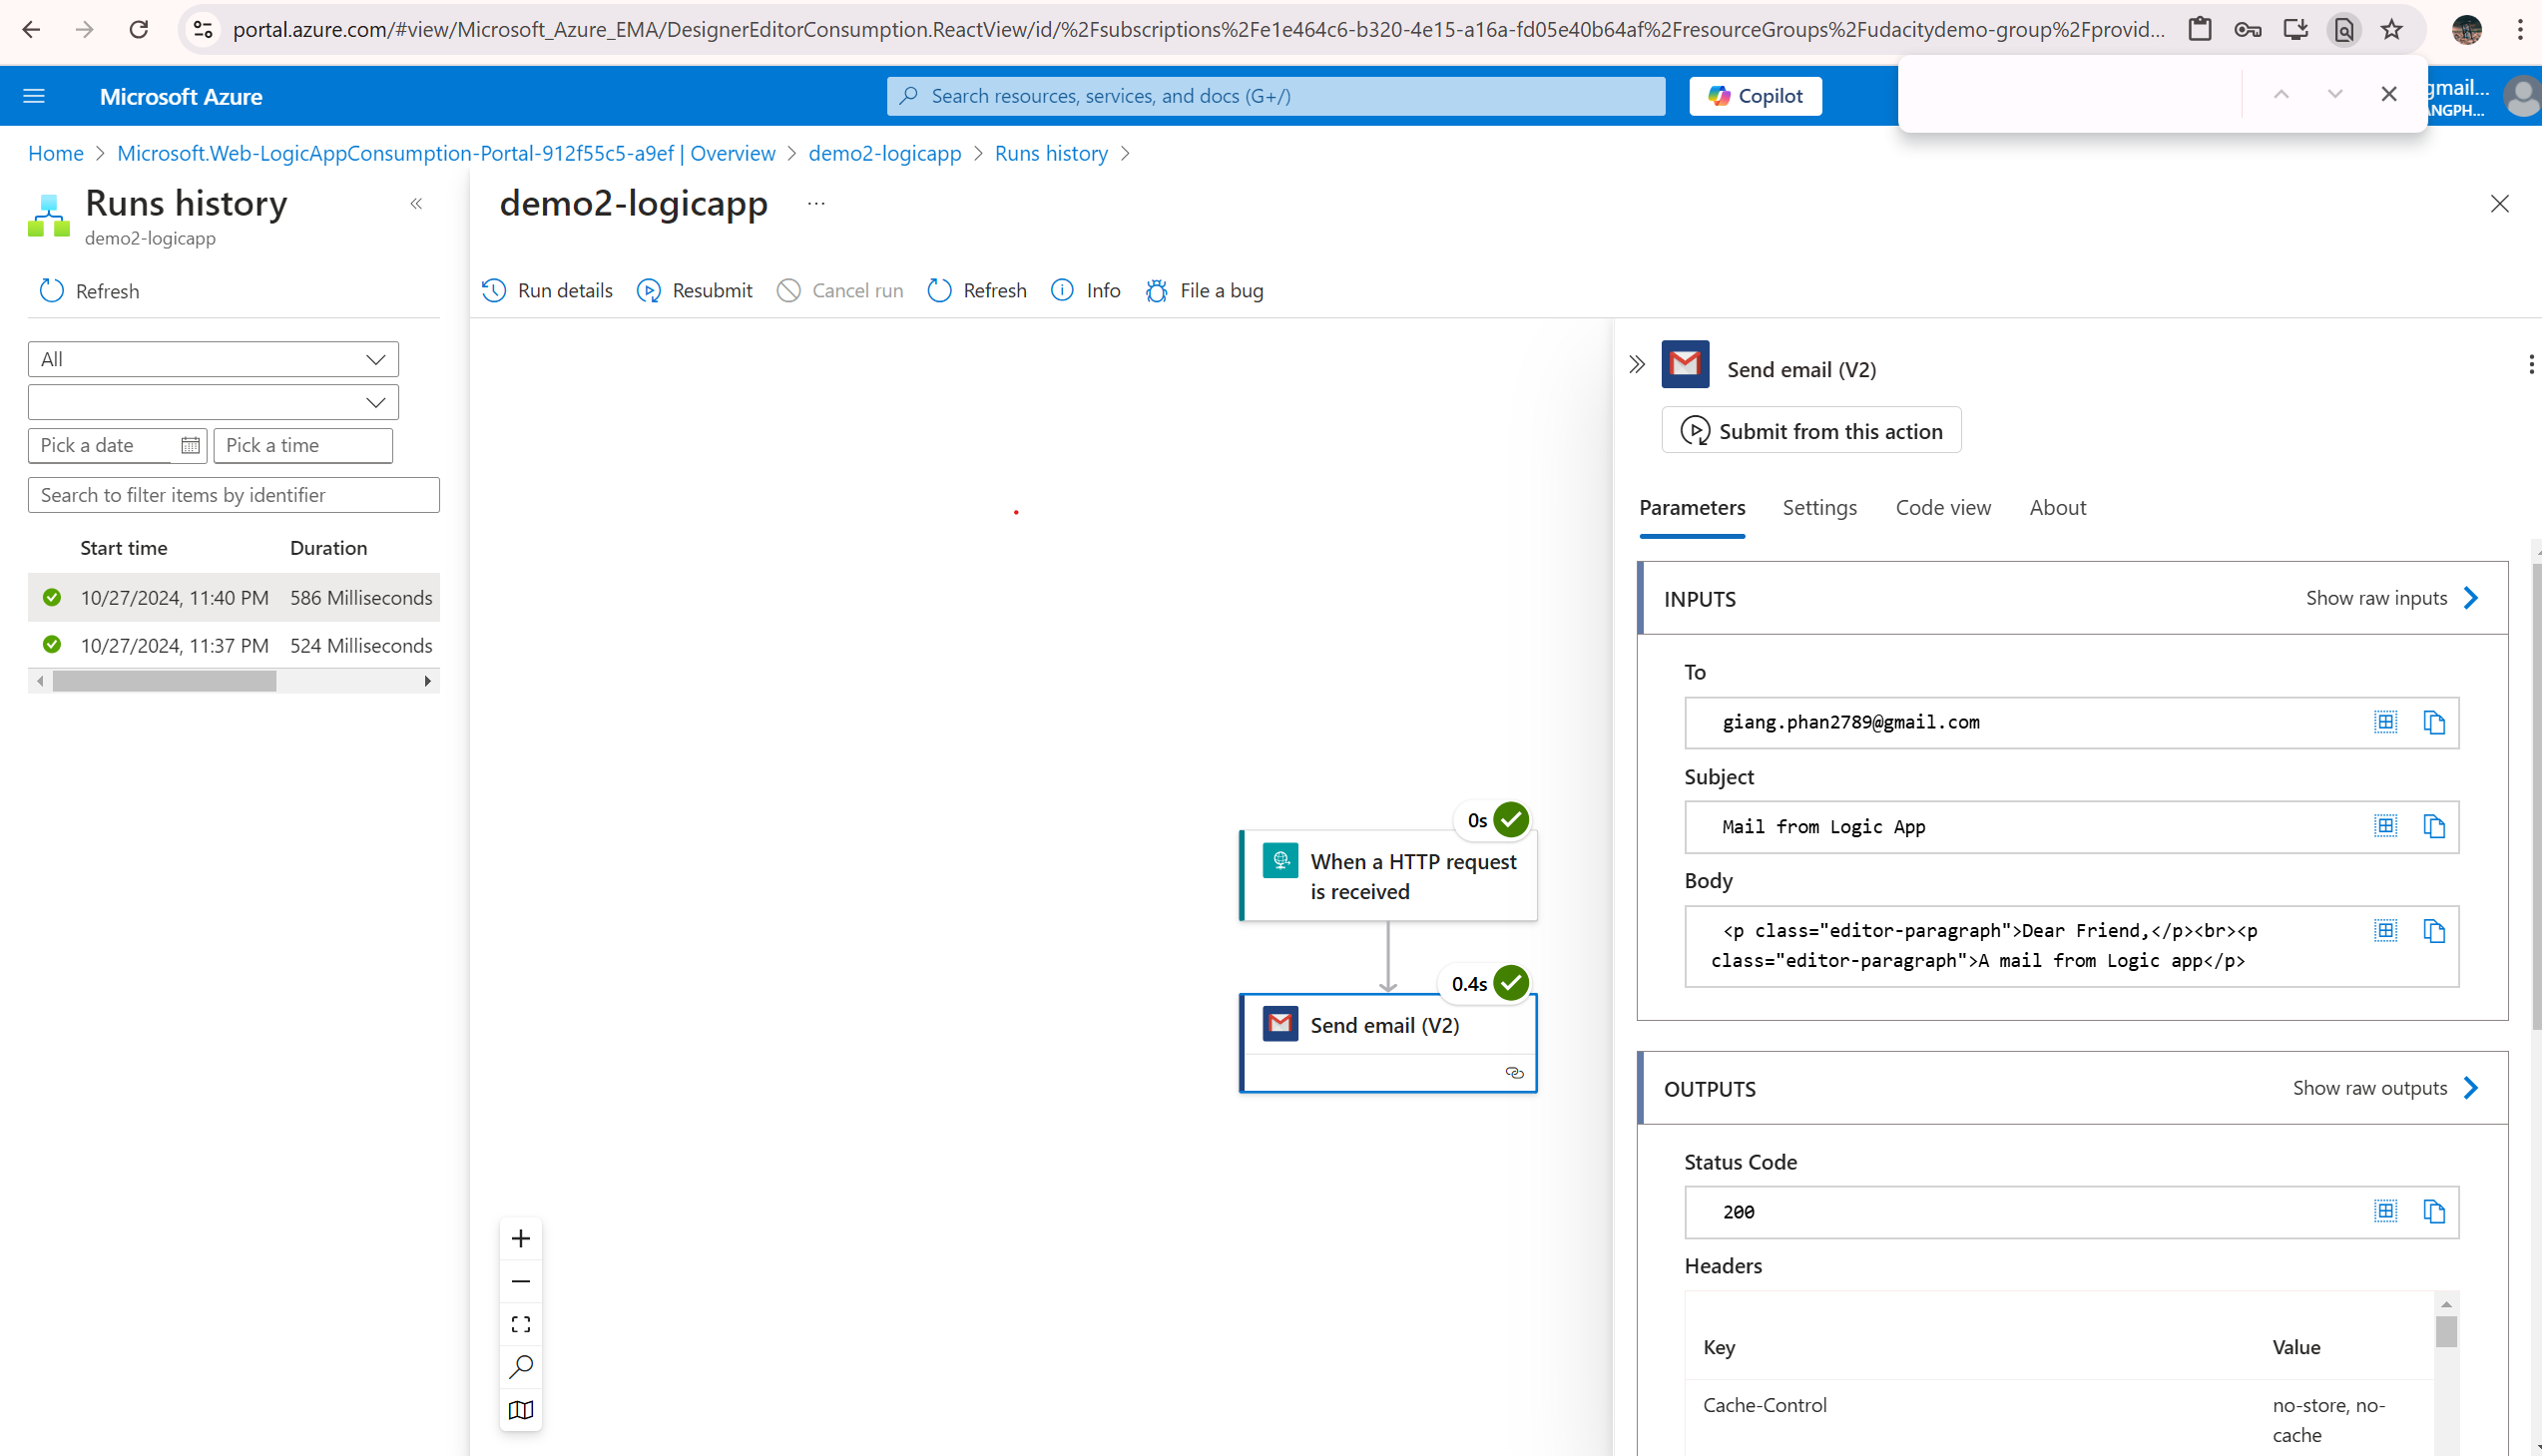 portal.azure.com/#view/Microsoft_Azure_EMA/DesignerEditorConsumption.ReactView/id/%2Fsubscriptions%2Fe1e464c6-b320-4e15-a16a-fd05e40b64af%2FresourceGroups%2Fudacitydemo-group%2Fprovid...
Microsoft Azure
Search resources, services, and docs (G+/)
Copilot
gmail...
ANGPH...
Home > Microsoft.Web-LogicAppConsumption-Portal-912f55c5-a9ef | Overview > demo2-logicapp > Runs history >
Runs history
demo2-logicapp
Refresh
All
Pick a date
Pick a time
Search to filter items by identifier
Start time Duration
10/27/2024, 11:40 PM 586 Milliseconds
10/27/2024, 11:37 PM 524 Milliseconds
demo2-logicapp ...
Run details Resubmit Cancel run Refresh Info File a bug
0s
When a HTTP request
is received
0.4s
Send email (V2)
Send email (V2)
Submit from this action
Parameters Settings Code view About
INPUTS
Show raw inputs
To
giang.phan2789@gmail.com
Subject
Mail from Logic App
Body
<p class="editor-paragraph">Dear Friend,</p><br><p
class="editor-paragraph">A mail from Logic app</p>
OUTPUTS
Show raw outputs
Status Code
200
Headers
Key Value
Cache-Control no-store, no-
cache